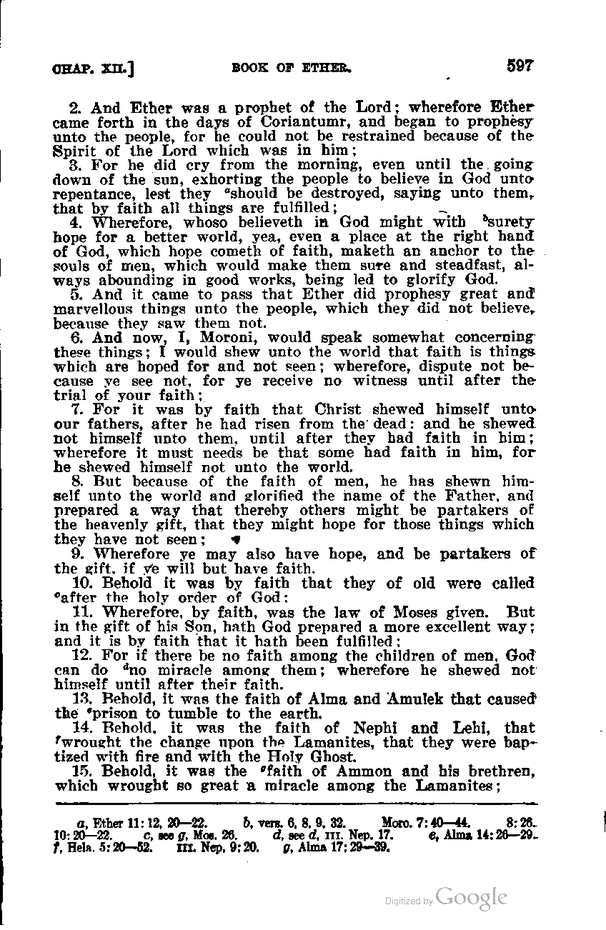 CHAP. XII.] BOOK OF ETHER. 597
2. And Ether was a prophet of the Lord; wherefore Ether
came forth in the days of Coriantumr, and began to prophesy
unto the people, for he could not be restrained because of the
Spirit of the Lord which was in him;
3. For he did cry from the morning, even until the going
down of the sun, exhorting the people to believe in God unto
repentance, lest they ᵃshould be destroyed, saying unto them,
that by faith all things are fulfilled;
4. Wherefore, whoso believeth in God might with ᵇsurety
hope for a better world, yea, even a place at the right hand
of God, which hope cometh of faith, maketh an anchor to the
souls of men, which would make them sure and steadfast, al-
ways abounding in good works, being led to glorify God.
5. And it came to pass that Ether did prophesy great and
marvellous things unto the people, which they did not believe,
because they saw them not.
6. And now, I, Moroni, would speak somewhat concerning
these things; I would shew unto the world that faith is things
which are hoped for and not seen; wherefore, dispute not be-
cause ye see not, for ye receive no witness until after the
trial of your faith;
7. For it was by faith that Christ shewed himself unto
our fathers, after he had risen from the dead: and he shewed
not himself unto them, until after they had faith in him;
wherefore it must needs be that some had faith in him, for
he shewed himself not unto the world.
8. But because of the faith of men, he has shewn him-
self unto the world and glorified the name of the Father, and
prepared a way that thereby others might be partakers of
the heavenly gift, that they might hope for those things which
they have not seen;
9. Wherefore ye may also have hope, and be partakers of
the gift, if ye will but have faith.
10. Behold it was by faith that they of old were called
ᶜafter the holy order of God:
11. Wherefore, by faith, was the law of Moses given. But
in the gift of his Son, hath God prepared a more excellent way;
and it is by faith that it hath been fulfilled:
12. For if there be no faith among the children of men, God
can do ᵈno miracle among them; wherefore he shewed not
himself until after their faith.
13. Behold, it was the faith of Alma and Amulek that caused
the ᵉprison to tumble to the earth.
14. Behold, it was the faith of Nephi and Lehi, that
ᶠwrought the change upon the Lamanites, that they were bap-
tized with fire and with the Holy Ghost.
15. Behold, it was the ᵍfaith of Ammon and his brethren,
which wrought so great a miracle among the Lamanites;
a, Ether 11: 12, 20—22. b, vers. 6, 8, 9, 32. Moro. 7: 40—44. 8: 26.
10: 20—22. c, see g, Mos. 26. d, see d, III. Nep. 17. e, Alma 14: 26—29.
f, Hela. 5: 20—52. III. Nep, 9: 20. g, Alma 17: 29—39.
Digitized by Google